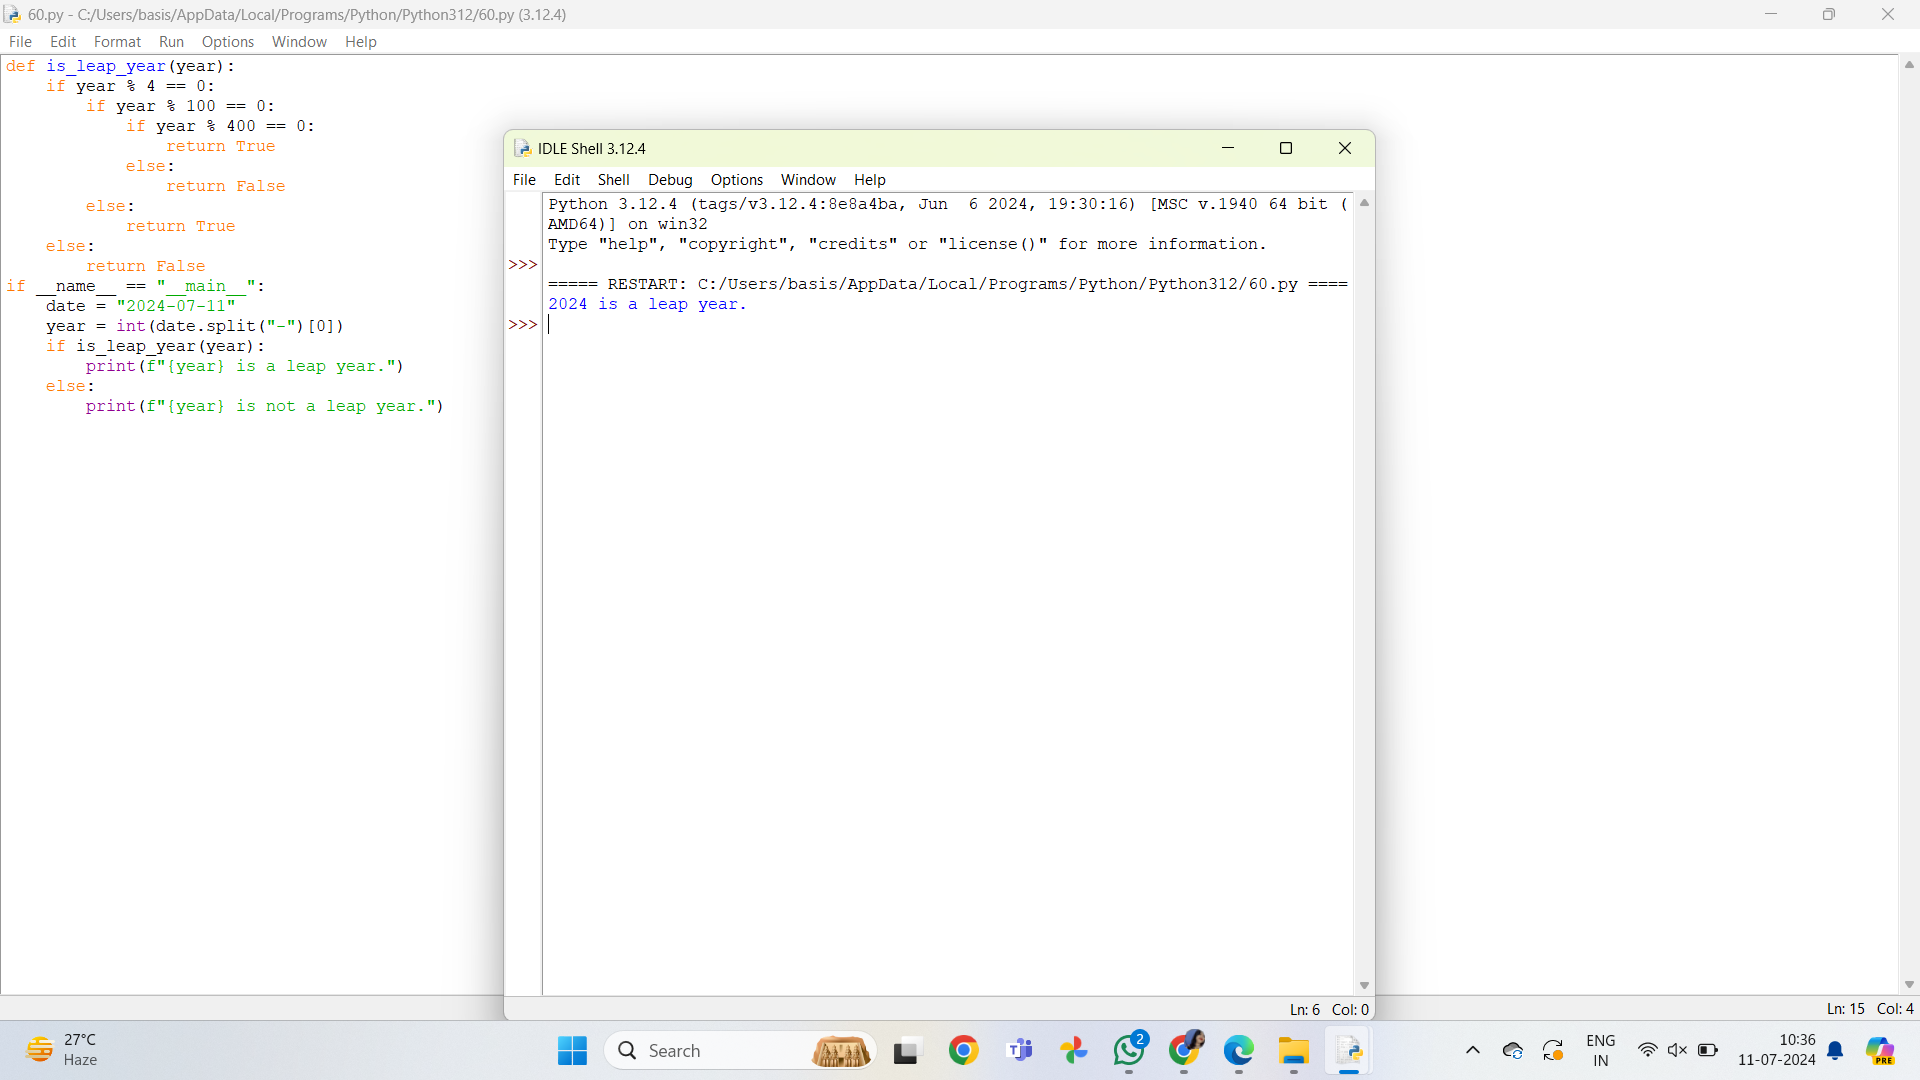 60.py - C:/Users/basis/AppData/Local/Programs/Python/Python312/60.py (3.12.4)
File Edit Format Run Options Window Help
def is_leap_year(year):
    if year % 4 == 0:
        if year % 100 == 0:
            if year % 400 == 0:
                return True
            else:
                return False
        else:
            return True
    else:
        return False
if __name__ == "__main__":
    date = "2024-07-11"
    year = int(date.split("-")[0])
    if is_leap_year(year):
        print(f"{year} is a leap year.")
    else:
        print(f"{year} is not a leap year.")
IDLE Shell 3.12.4
File Edit Shell Debug Options Window Help
Python 3.12.4 (tags/v3.12.4:8e8a4ba, Jun  6 2024, 19:30:16) [MSC v.1940 64 bit (
AMD64)] on win32
Type "help", "copyright", "credits" or "license()" for more information.
>>>
===== RESTART: C:/Users/basis/AppData/Local/Programs/Python/Python312/60.py ====
2024 is a leap year.
>>>
Ln: 6 Col: 0
Ln: 15 Col: 4
27°C
Haze
Search
2
ENG
IN
10:36
11-07-2024
PRE